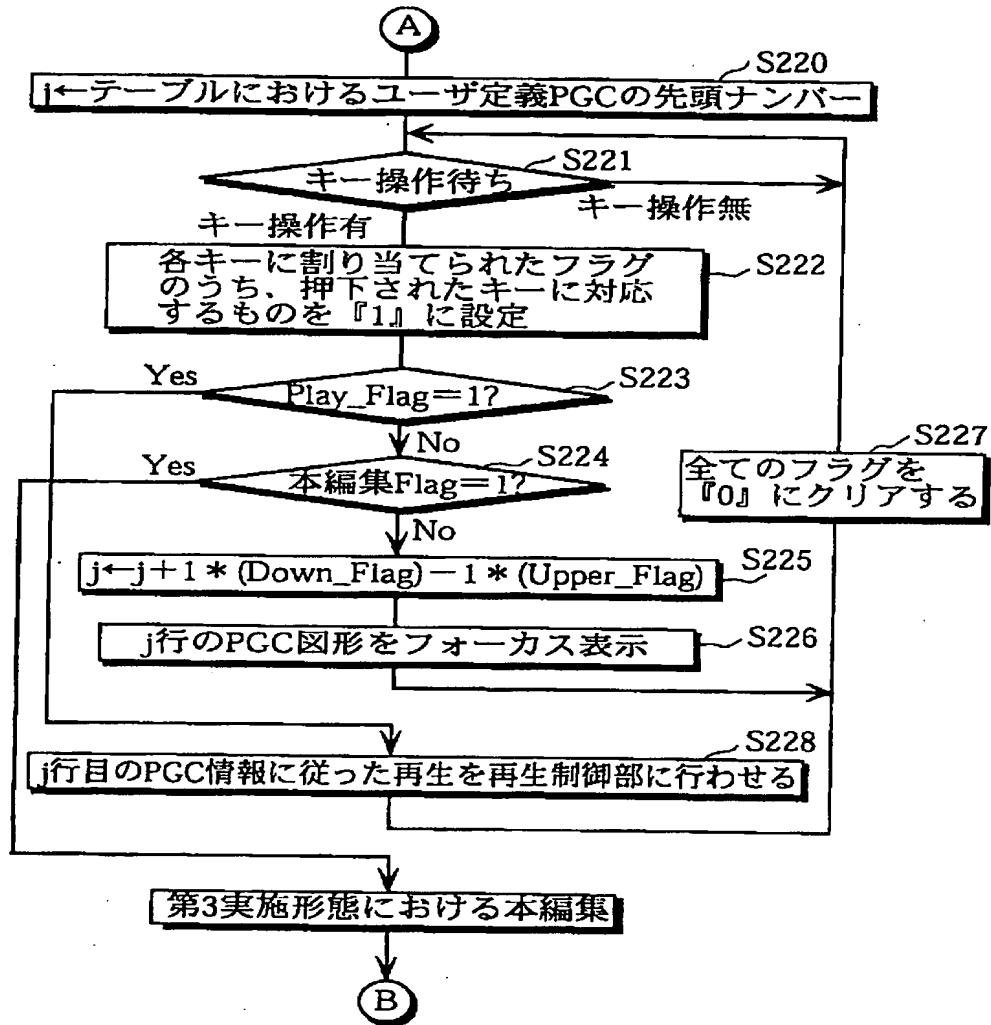 A
S220
j←テーブルにおけるユーザ定義PGCの先頭ナンバー
S221
キー操作待ち
キー操作無
キー操作有
各キーに割り当てられたフラグ
のうち、押下されたキーに対応
するものを『1』に設定
S222
Yes
Play_Flag=1?
S223
No
Yes
本編集Flag=1?
S224
No
S227
全てのフラグを
『0』にクリアする
j←j+1*(Down_Flag)-1*(Upper_Flag)
S225
j行のPGC図形をフォーカス表示
S226
S228
j行目のPGC情報に従った再生を再生制御部に行わせる
第3実施形態における本編集
B